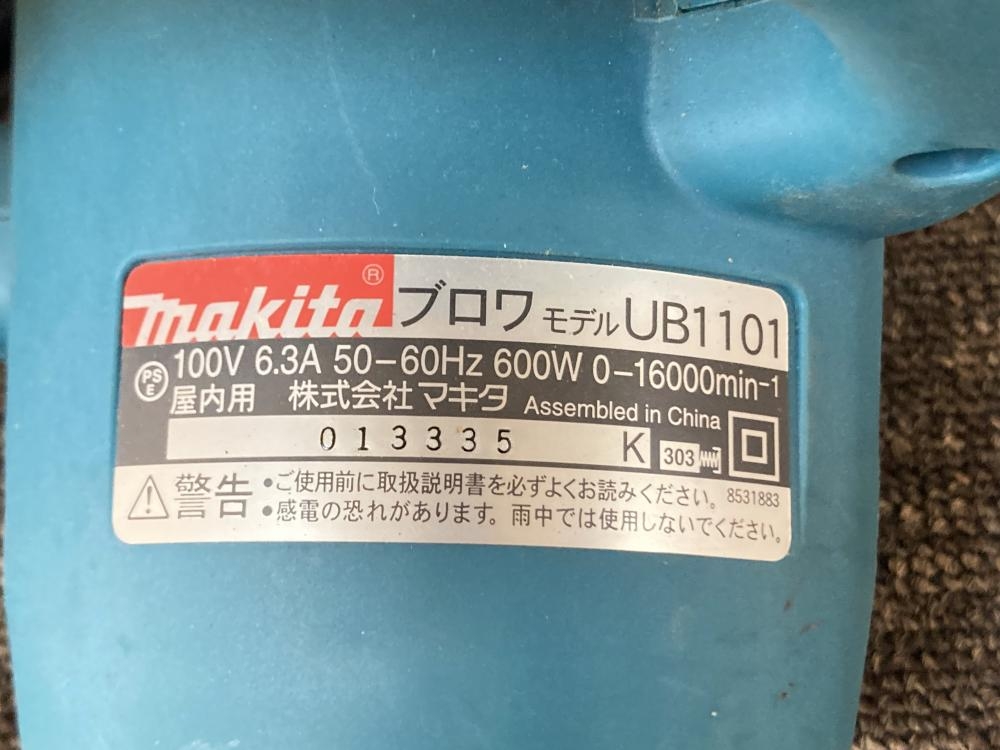 makita® ブロワ モデル UB1101
PS E 100V 6.3A 50-60Hz 600W 0-16000min-1
屋内用 株式会社 マキタ Assembled in China
013335 K 303
警告 •ご使用前に取扱説明書を必ずよくお読みください。 8531883
•感電の恐れがあります。雨中では使用しないでください。